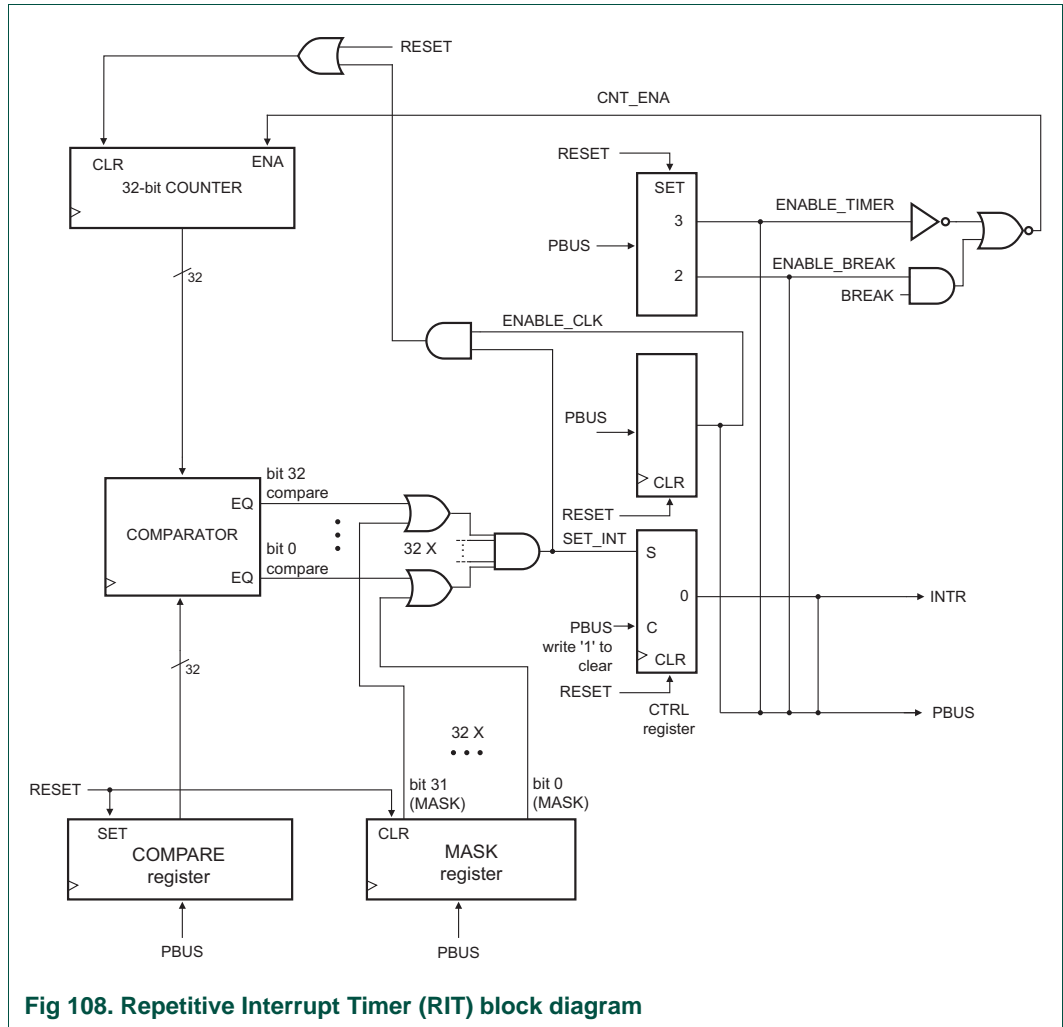 RESET
CNT_ENA
CLR
ENA
32-bit COUNTER
RESET
SET
3
ENABLE_TIMER
PBUS
2
ENABLE_BREAK
BREAK
32
ENABLE_CLK
PBUS
CLR
RESET
bit 32
compare
EQ
COMPARATOR
32 X
bit 0
compare
EQ
SET_INT
S
0
INTR
PBUS
write '1' to
clear
C
CLR
RESET
CTRL
register
PBUS
32
32 X
RESET
bit 31
(MASK)
bit 0
(MASK)
SET
COMPARE
register
CLR
MASK
register
PBUS
PBUS
Fig 108. Repetitive Interrupt Timer (RIT) block diagram